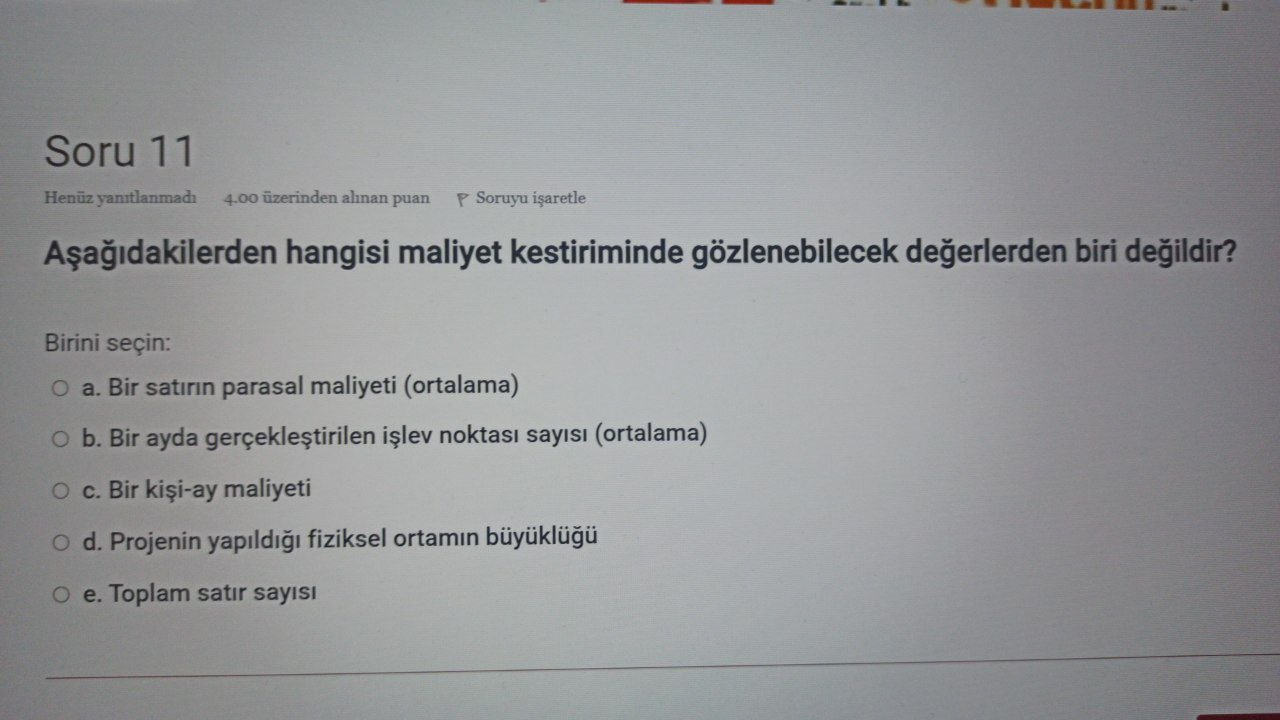 Soru 11
Henüz yanıtlanmadı 4.00 üzerinden alınan puan Soruyu işaretle
Aşağıdakilerden hangisi maliyet kestiriminde gözlenebilecek değerlerden biri değildir?
Birini seçin:
a. Bir satırın parasal maliyeti (ortalama)
b. Bir ayda gerçekleştirilen işlev noktası sayısı (ortalama)
c. Bir kişi-ay maliyeti
d. Projenin yapıldığı fiziksel ortamın büyüklüğü
e. Toplam satır sayısı